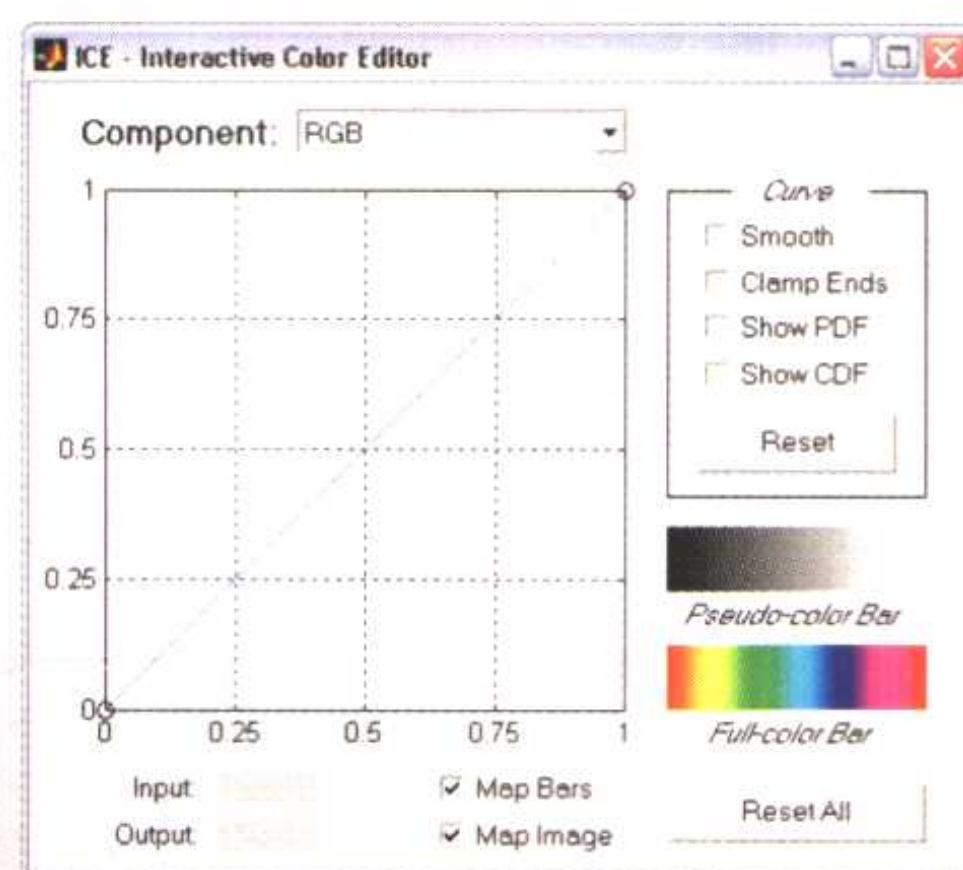 ICE - Interactive Color Editor
Component: RGB
1
0.75
0.5
0.25
0
0 0.25 0.5 0.75 1
Curve
Smooth
Clamp Ends
Show PDF
Show CDF
Reset
Pseudo-color Bar
Full-color Bar
Input
Output
Map Bars
Map Image
Reset All